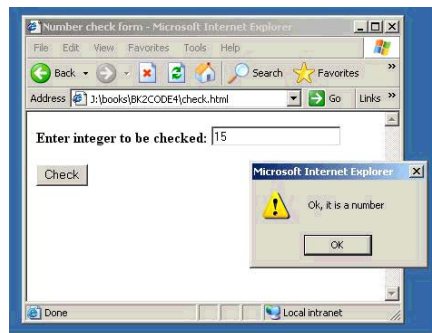 Number check form - Microsoft Internet Explorer
File Edit View Favorites Tools Help
Back Search Favorites »
Address J:\books\BK2CODE4\check.html Go Links »
Enter integer to be checked: 15
Check
Microsoft Internet Explorer
Ok, it is a number
OK
Done Local intranet